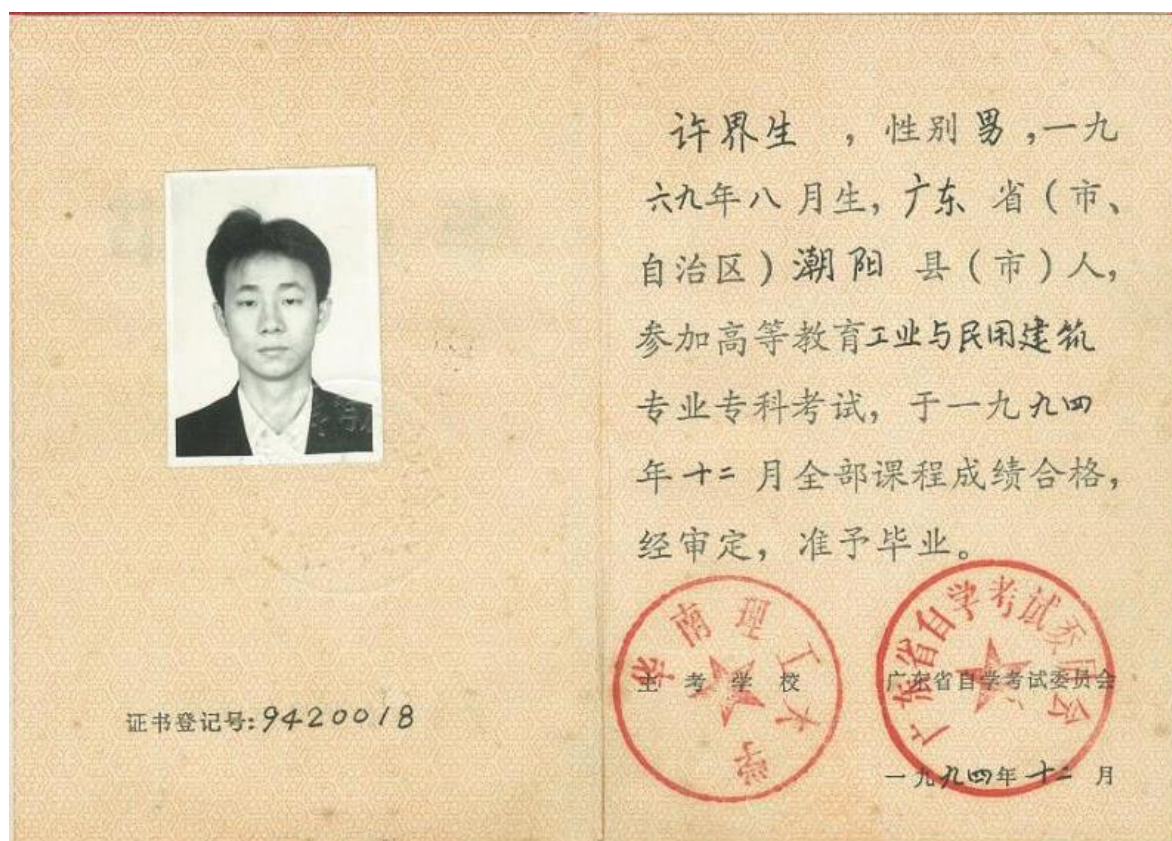 证书登记号:9420018
许界生 ,性别男,一九
六九年八月生,广东 省(市、
自治区)潮阳 县(市)人,
参加高等教育工业与民用建筑
专业专科考试,于一九九四
年十二月全部课程成绩合格,
经审定,准予毕业。
华南理工大学
主考学校
广东省自学考试委员会
广东省自学考试委员会
一九九四年十二月